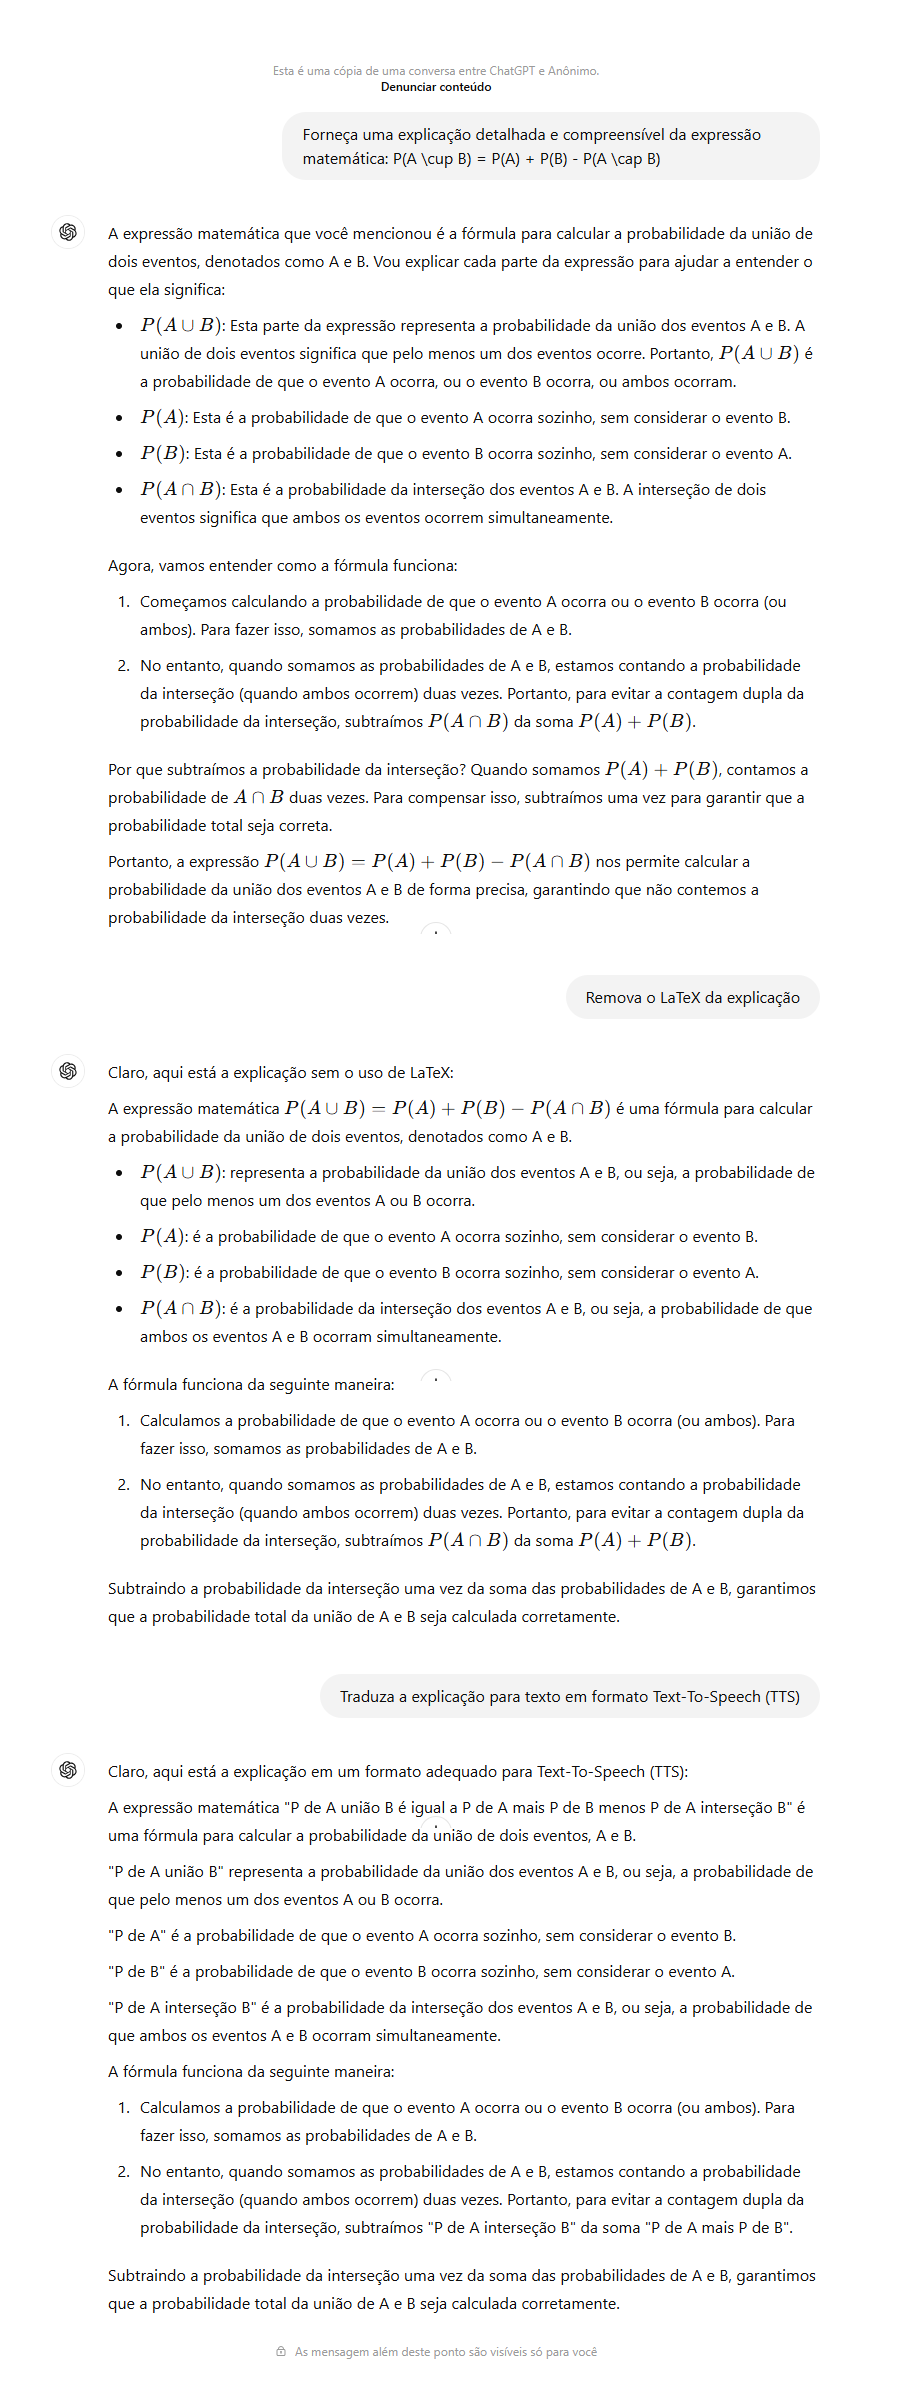 Esta é uma cópia de uma conversa entre ChatGPT e Anônimo.
Denunciar conteúdo
Forneça uma explicação detalhada e compreensível da expressão
matemática: P(A \cup B) = P(A) + P(B) - P(A \cap B)
A expressão matemática que você mencionou é a fórmula para calcular a probabilidade da união de
dois eventos, denotados como A e B. Vou explicar cada parte da expressão para ajudar a entender o
que ela significa:
• P(A ∪ B): Esta parte da expressão representa a probabilidade da união dos eventos A e B. A
união de dois eventos significa que pelo menos um dos eventos ocorre. Portanto, P(A ∪ B) é
a probabilidade de que o evento A ocorra, ou o evento B ocorra, ou ambos ocorram.
• P(A): Esta é a probabilidade de que o evento A ocorra sozinho, sem considerar o evento B.
• P(B): Esta é a probabilidade de que o evento B ocorra sozinho, sem considerar o evento A.
• P(A ∩ B): Esta é a probabilidade da interseção dos eventos A e B. A interseção de dois
eventos significa que ambos os eventos ocorrem simultaneamente.
Agora, vamos entender como a fórmula funciona:
1. Começamos calculando a probabilidade de que o evento A ocorra ou o evento B ocorra (ou
ambos). Para fazer isso, somamos as probabilidades de A e B.
2. No entanto, quando somamos as probabilidades de A e B, estamos contando a probabilidade
da interseção (quando ambos ocorrem) duas vezes. Portanto, para evitar a contagem dupla da
probabilidade da interseção, subtraímos P(A ∩ B) da soma P(A) + P(B).
Por que subtraímos a probabilidade da interseção? Quando somamos P(A) + P(B), contamos a
probabilidade de A ∩ B duas vezes. Para compensar isso, subtraímos uma vez para garantir que a
probabilidade total seja correta.
Portanto, a expressão P(A ∪ B) = P(A) + P(B) − P(A ∩ B) nos permite calcular a
probabilidade da união dos eventos A e B de forma precisa, garantindo que não contemos a
probabilidade da interseção duas vezes.
Remova o LaTeX da explicação
Claro, aqui está a explicação sem o uso de LaTeX:
A expressão matemática P(A ∪ B) = P(A) + P(B) − P(A ∩ B) é uma fórmula para calcular
a probabilidade da união de dois eventos, denotados como A e B.
• P(A ∪ B): representa a probabilidade da união dos eventos A e B, ou seja, a probabilidade de
que pelo menos um dos eventos A ou B ocorra.
• P(A): é a probabilidade de que o evento A ocorra sozinho, sem considerar o evento B.
• P(B): é a probabilidade de que o evento B ocorra sozinho, sem considerar o evento A.
• P(A ∩ B): é a probabilidade da interseção dos eventos A e B, ou seja, a probabilidade de que
ambos os eventos A e B ocorram simultaneamente.
A fórmula funciona da seguinte maneira:
1. Calculamos a probabilidade de que o evento A ocorra ou o evento B ocorra (ou ambos). Para
fazer isso, somamos as probabilidades de A e B.
2. No entanto, quando somamos as probabilidades de A e B, estamos contando a probabilidade
da interseção (quando ambos ocorrem) duas vezes. Portanto, para evitar a contagem dupla da
probabilidade da interseção, subtraímos P(A ∩ B) da soma P(A) + P(B).
Subtraindo a probabilidade da interseção uma vez da soma das probabilidades de A e B, garantimos
que a probabilidade total da união de A e B seja calculada corretamente.
Traduza a explicação para texto em formato Text-To-Speech (TTS)
Claro, aqui está a explicação em um formato adequado para Text-To-Speech (TTS):
A expressão matemática "P de A união B é igual a P de A mais P de B menos P de A interseção B" é
uma fórmula para calcular a probabilidade da união de dois eventos, A e B.
"P de A união B" representa a probabilidade da união dos eventos A e B, ou seja, a probabilidade de
que pelo menos um dos eventos A ou B ocorra.
"P de A" é a probabilidade de que o evento A ocorra sozinho, sem considerar o evento B.
"P de B" é a probabilidade de que o evento B ocorra sozinho, sem considerar o evento A.
"P de A interseção B" é a probabilidade da interseção dos eventos A e B, ou seja, a probabilidade de
que ambos os eventos A e B ocorram simultaneamente.
A fórmula funciona da seguinte maneira:
1. Calculamos a probabilidade de que o evento A ocorra ou o evento B ocorra (ou ambos). Para
fazer isso, somamos as probabilidades de A e B.
2. No entanto, quando somamos as probabilidades de A e B, estamos contando a probabilidade
da interseção (quando ambos ocorrem) duas vezes. Portanto, para evitar a contagem dupla da
probabilidade da interseção, subtraímos "P de A interseção B" da soma "P de A mais P de B".
Subtraindo a probabilidade da interseção uma vez da soma das probabilidades de A e B, garantimos
que a probabilidade total da união de A e B seja calculada corretamente.
As mensagem além deste ponto são visíveis só para você